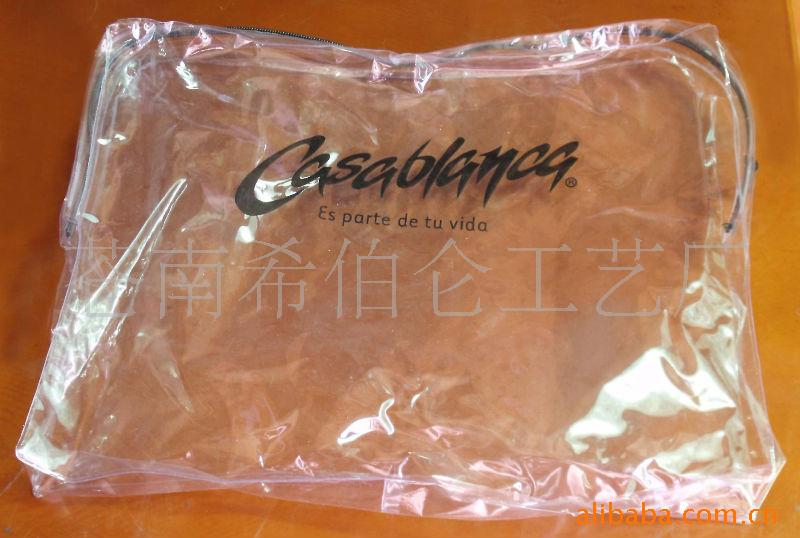 Casablanca®
Es parte de tu vida
苍南希伯仑工艺厂
alibaba.com.cn